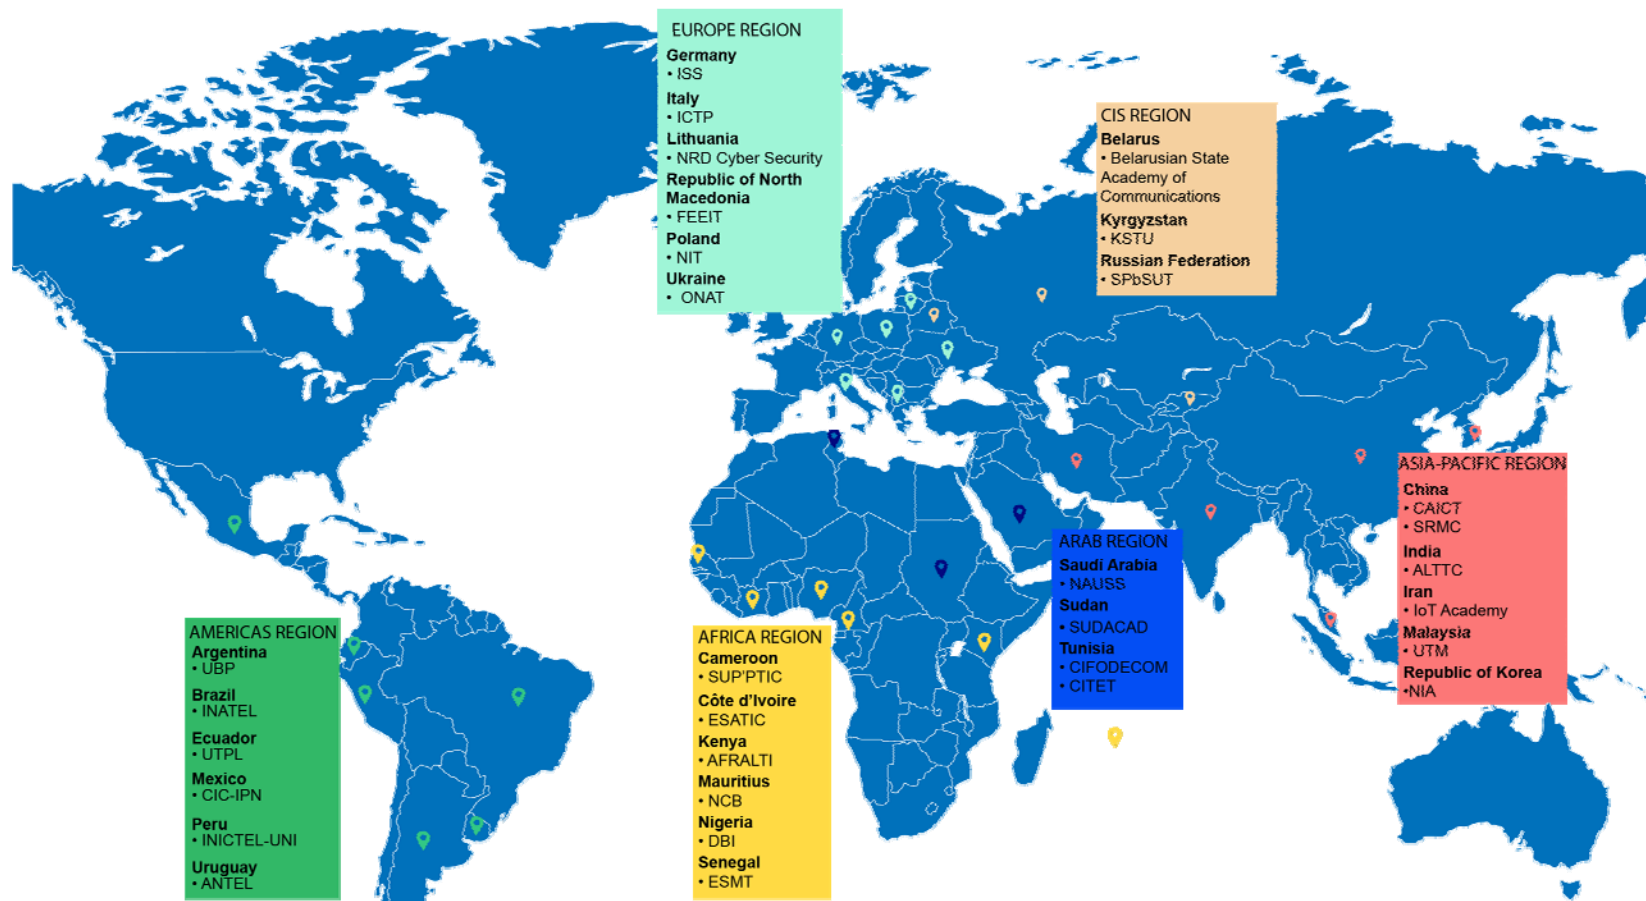 EUROPE REGION
Germany
• ISS
Italy
• ICTP
Lithuania
• NRD Cyber Security
Republic of North
Macedonia
• FEEIT
Poland
• NIT
Ukraine
• ONAT
CIS REGION
Belarus
• Belarusian State
Academy of
Communications
Kyrgyzstan
• KSTU
Russian Federation
• SPbSUT
ASIA-PACIFIC REGION
China
• CAICT
• SRMC
India
• ALTTC
Iran
• IoT Academy
Malaysia
• UTM
Republic of Korea
•NIA
ARAB REGION
Saudi Arabia
• NAUSS
Sudan
• SUDACAD
Tunisia
• CIFODECOM
• CITET
AMERICAS REGION
Argentina
• UBP
Brazil
• INATEL
Ecuador
• UTPL
Mexico
• CIC-IPN
Peru
• INICTEL-UNI
Uruguay
• ANTEL
AFRICA REGION
Cameroon
• SUP'PTIC
Côte d'Ivoire
• ESATIC
Kenya
• AFRALTI
Mauritius
• NCB
Nigeria
• DBI
Senegal
• ESMT